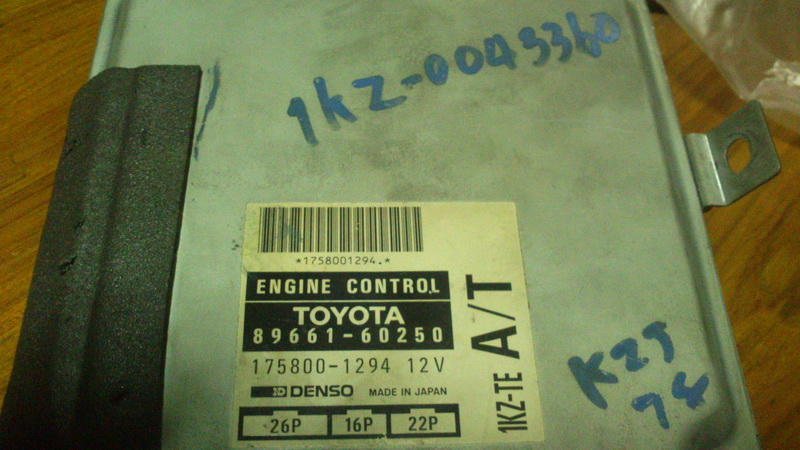 1KZ-0043360
*1758001294.*
ENGINE CONTROL
TOYOTA
89661-60250
175800-1294 12V
DENSO MADE IN JAPAN
26P 16P 22P
1KZ-TE A/T
KZJ
78